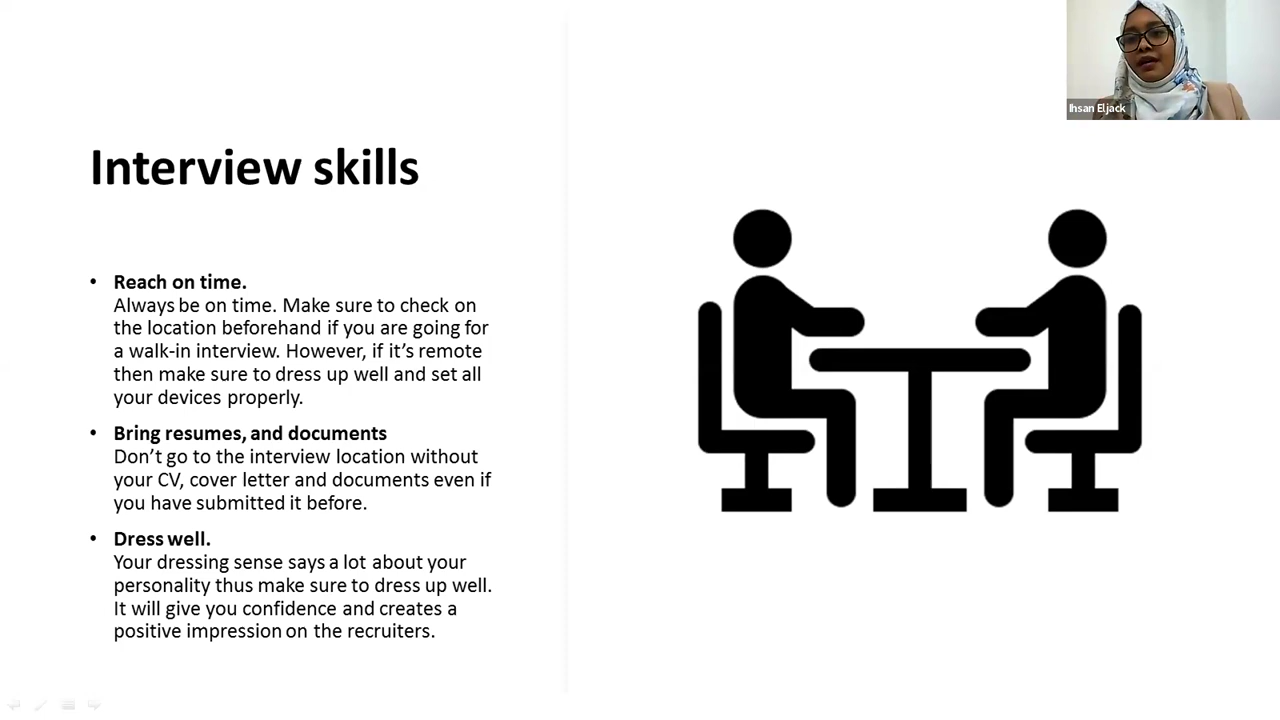 Ihsan Eljack
Interview skills
• Reach on time.
Always be on time. Make sure to check on
the location beforehand if you are going for
a walk-in interview. However, if it’s remote
then make sure to dress up well and set all
your devices properly.
• Bring resumes, and documents
Don’t go to the interview location without
your CV, cover letter and documents even if
you have submitted it before.
• Dress well.
Your dressing sense says a lot about your
personality thus make sure to dress up well.
It will give you confidence and creates a
positive impression on the recruiters.